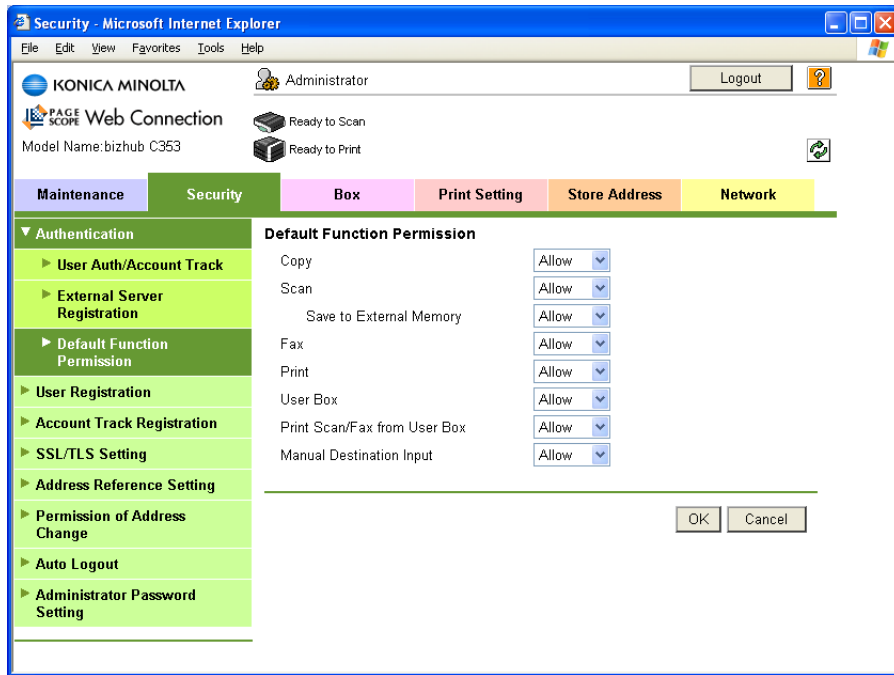 Security - Microsoft Internet Explorer
File Edit View Favorites Tools Help
KONICA MINOLTA
Administrator
Logout
?
PAGE SCOPE Web Connection
Ready to Scan
Model Name:bizhub C353
Ready to Print
Maintenance Security Box Print Setting Store Address Network
Authentication
User Auth/Account Track
External Server
Registration
Default Function
Permission
User Registration
Account Track Registration
SSL/TLS Setting
Address Reference Setting
Permission of Address
Change
Auto Logout
Administrator Password
Setting
Default Function Permission
Copy Allow
Scan Allow
Save to External Memory Allow
Fax Allow
Print Allow
User Box Allow
Print Scan/Fax from User Box Allow
Manual Destination Input Allow
OK Cancel